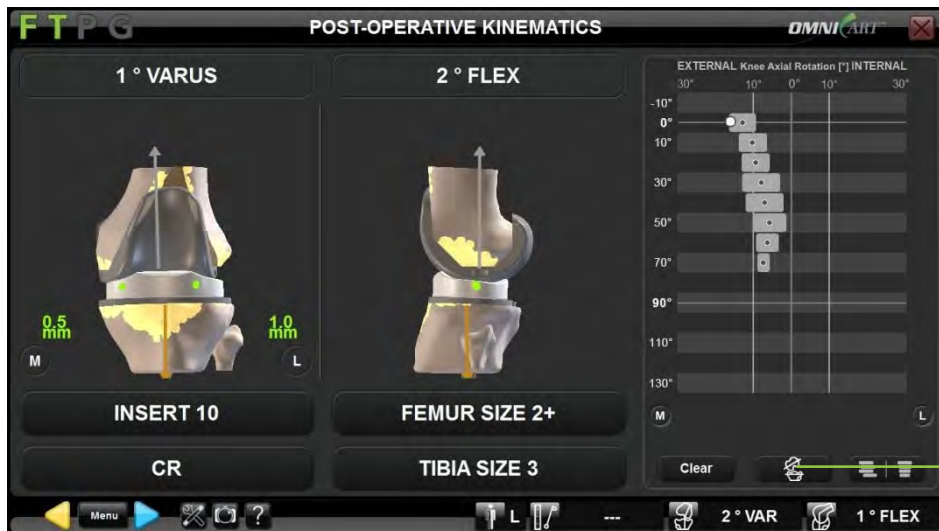 F T P G
POST-OPERATIVE KINEMATICS
OMNI ART
1 ° VARUS
2 ° FLEX
EXTERNAL Knee Axial Rotation [°] INTERNAL
30° 10° 0° 10° 30°
-10°
0°
10°
30°
50°
70°
90°
110°
130°
0.5
mm
1.0
mm
M
L
M
L
INSERT 10
FEMUR SIZE 2+
CR
TIBIA SIZE 3
Clear
Menu
?
L
---
2 ° VAR
1 ° FLEX